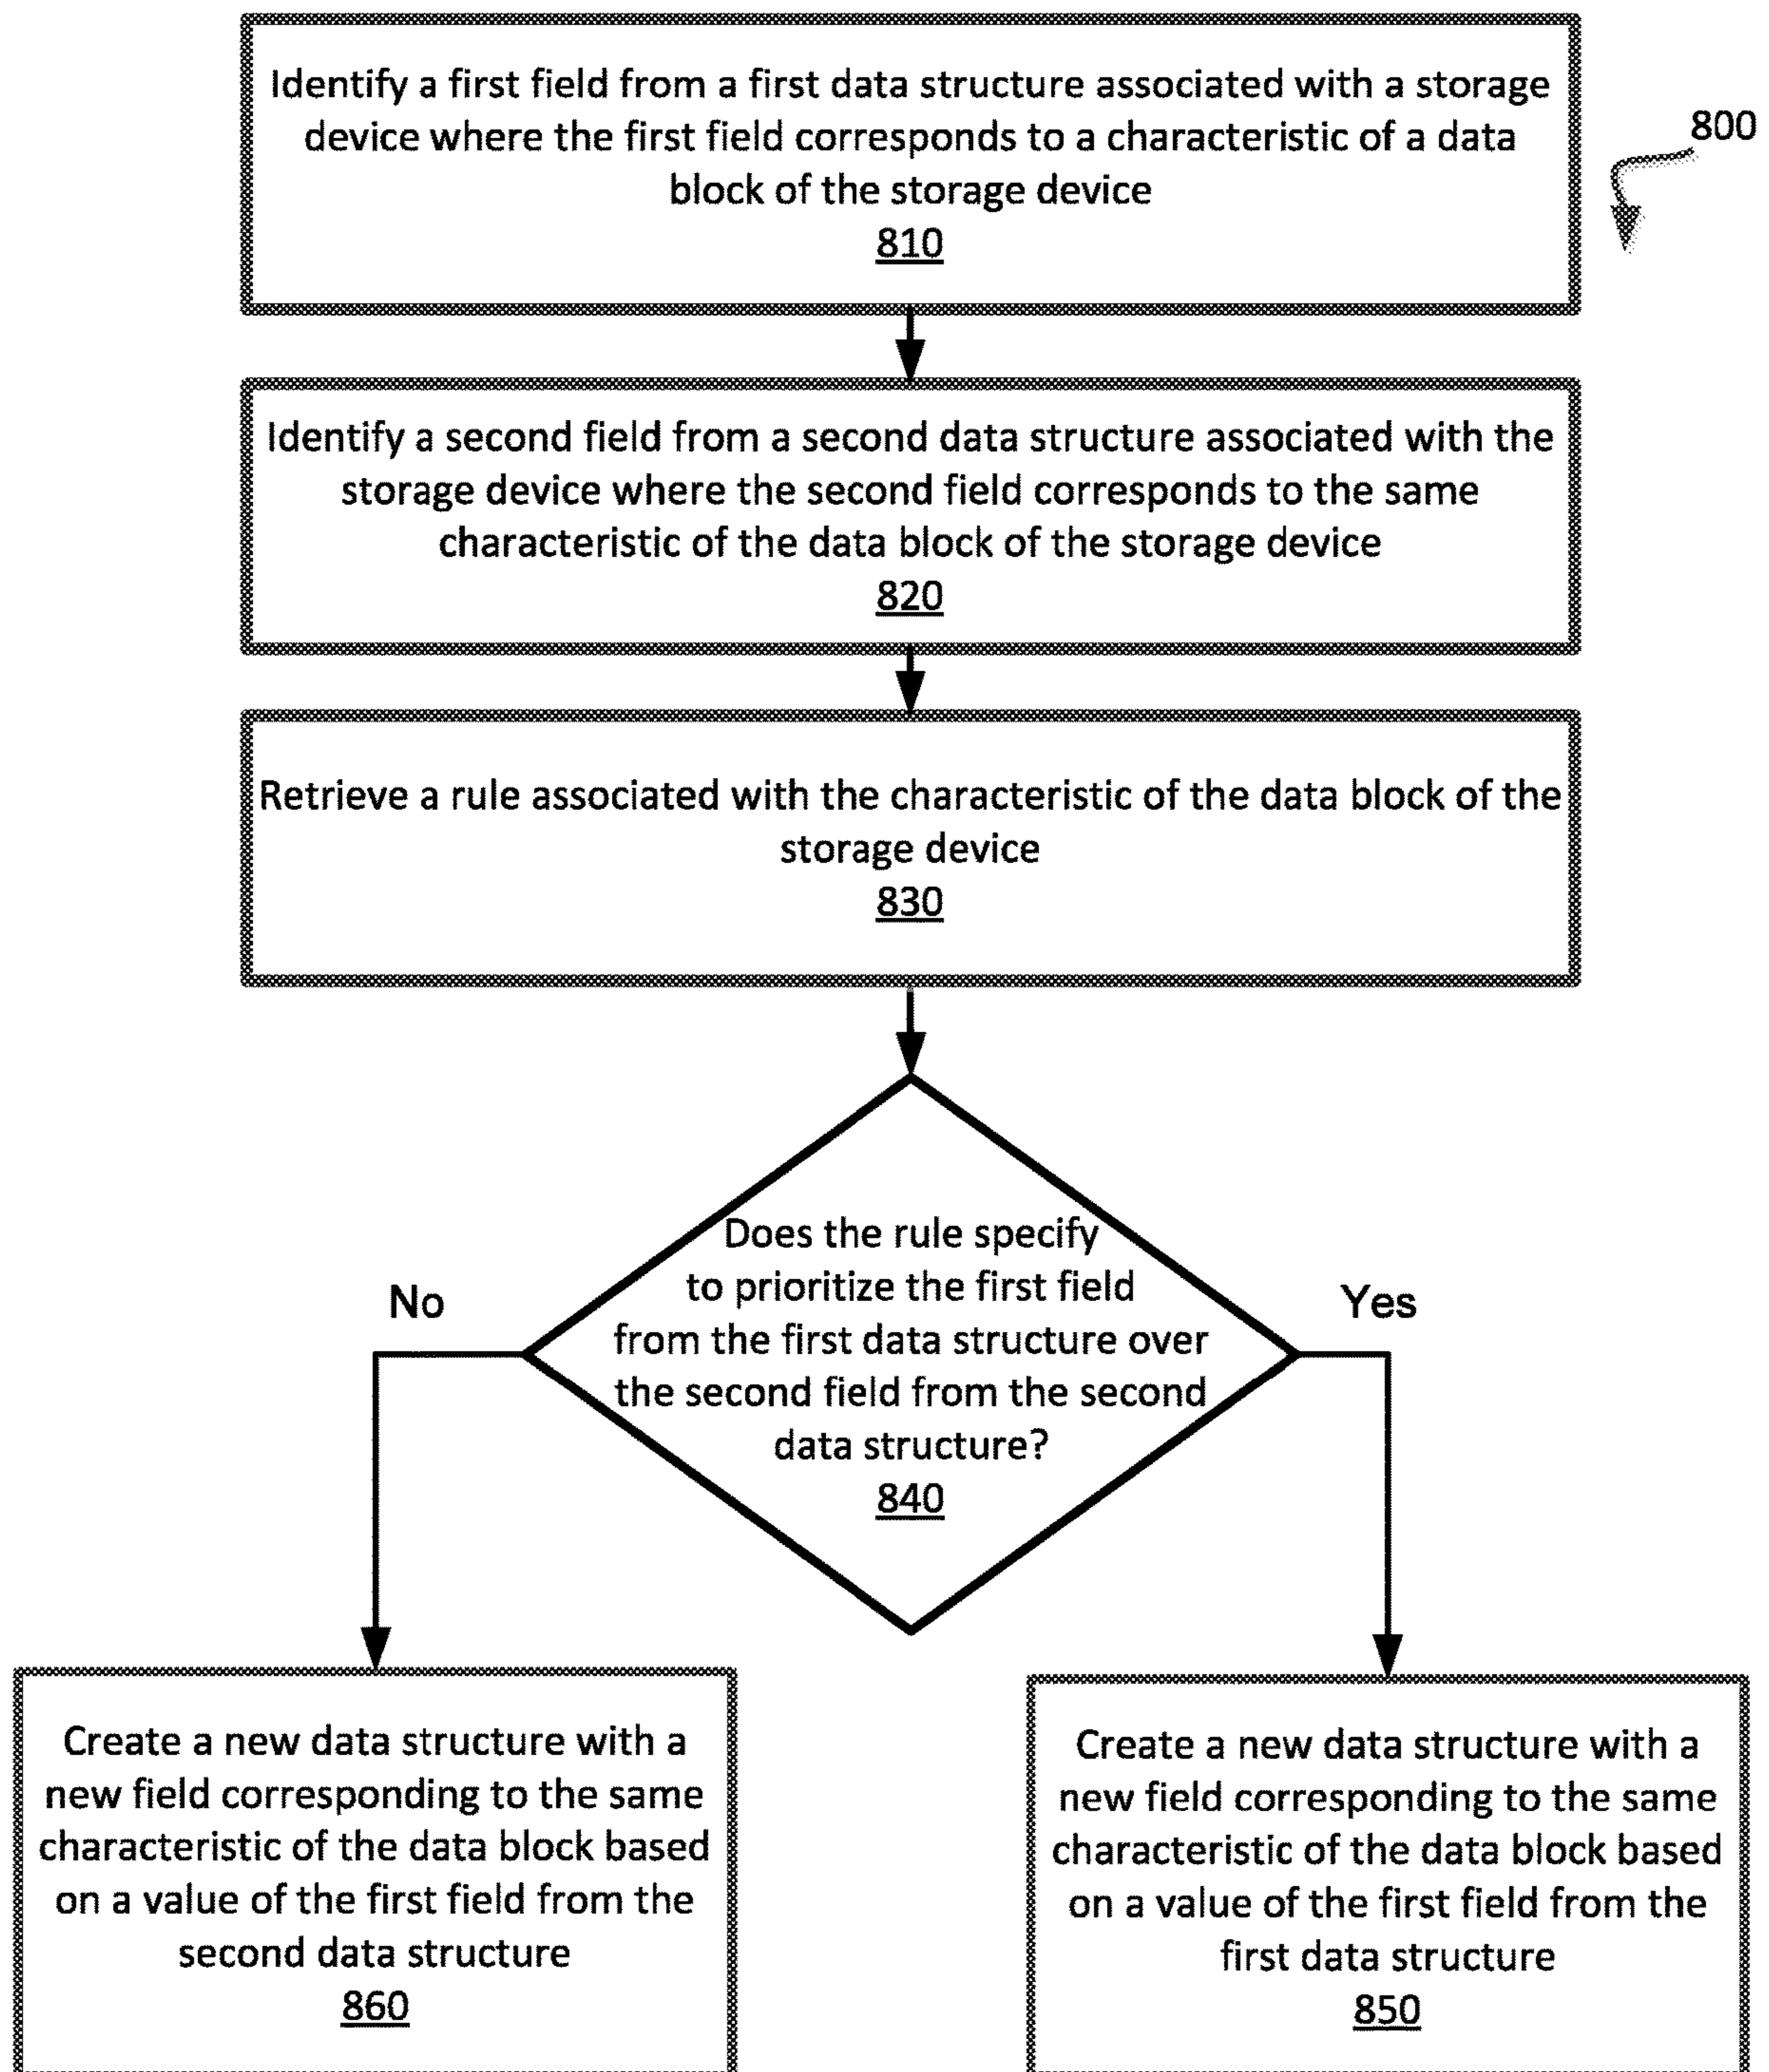 Identify a first field from a first data structure associated with a storage
device where the first field corresponds to a characteristic of a data
block of the storage device
810
800
Identify a second field from a second data structure associated with the
storage device where the second field corresponds to the same
characteristic of the data block of the storage device
820
Retrieve a rule associated with the characteristic of the data block of the
storage device
830
Does the rule specify
to prioritize the first field
from the first data structure over
the second field from the second
data structure?
840
No
Yes
Create a new data structure with a
new field corresponding to the same
characteristic of the data block based
on a value of the first field from the
second data structure
860
Create a new data structure with a
new field corresponding to the same
characteristic of the data block based
on a value of the first field from the
first data structure
850